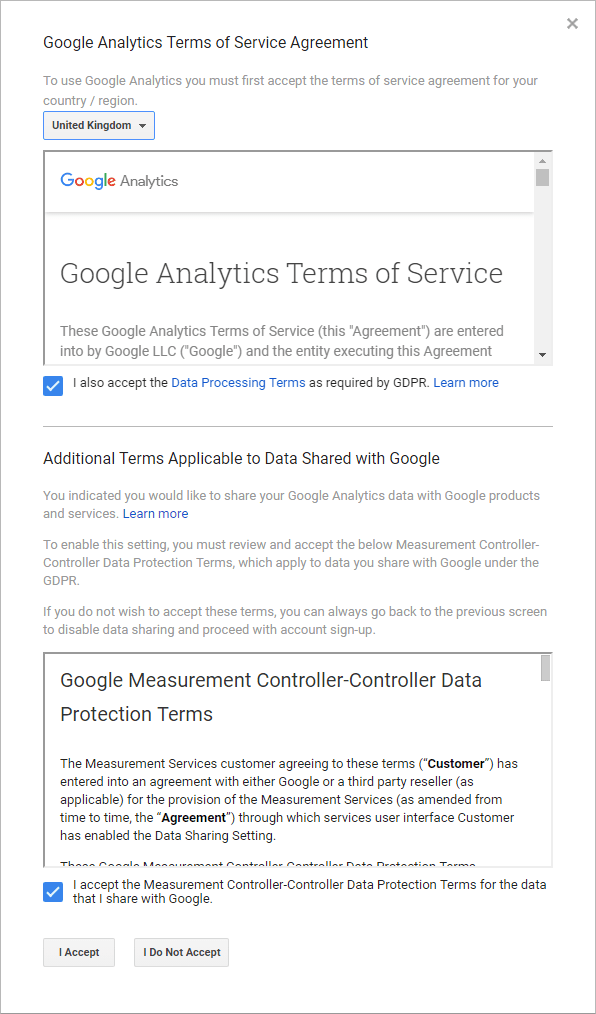 Google Analytics Terms of Service Agreement
To use Google Analytics you must first accept the terms of service agreement for your
country / region.
United Kingdom
Google Analytics
Google Analytics Terms of Service
These Google Analytics Terms of Service (this "Agreement") are entered
into by Google LLC ("Google") and the entity executing this Agreement
I also accept the Data Processing Terms as required by GDPR. Learn more
Additional Terms Applicable to Data Shared with Google
You indicated you would like to share your Google Analytics data with Google products
and services. Learn more
To enable this setting, you must review and accept the below Measurement Controller-
Controller Data Protection Terms, which apply to data you share with Google under the
GDPR.
If you do not wish to accept these terms, you can always go back to the previous screen
to disable data sharing and proceed with account sign-up.
Google Measurement Controller-Controller Data
Protection Terms
The Measurement Services customer agreeing to these terms (“Customer”) has
entered into an agreement with either Google or a third party reseller (as
applicable) for the provision of the Measurement Services (as amended from
time to time, the “Agreement”) through which services user interface Customer
has enabled the Data Sharing Setting.
These Google Measurement Controller-Controller Data Protection Terms
I accept the Measurement Controller-Controller Data Protection Terms for the data
that I share with Google.
I Accept
I Do Not Accept